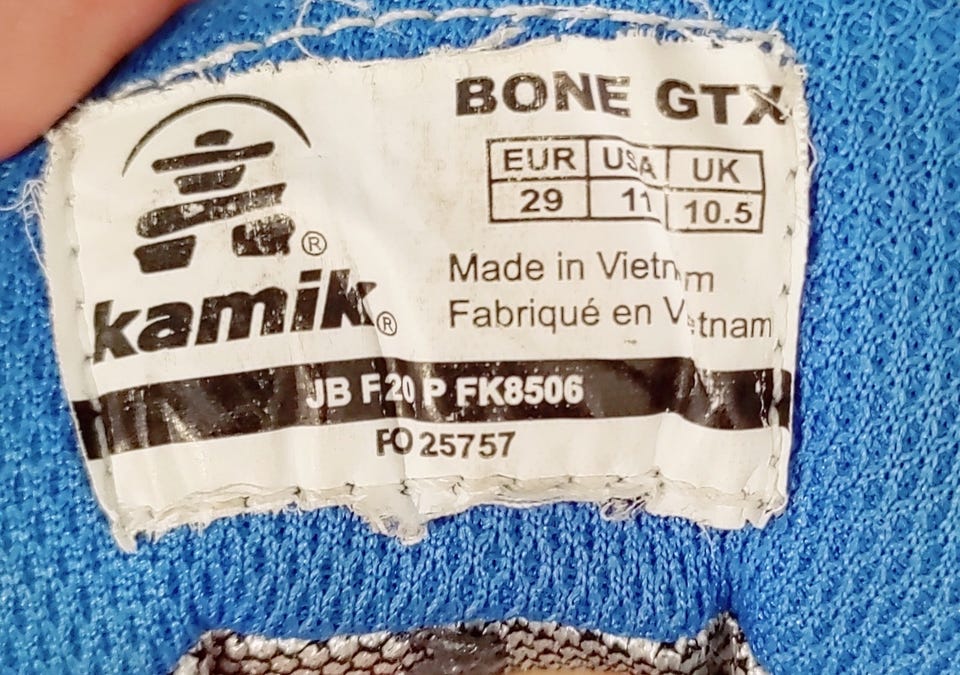 BONE GTX
EUR USA UK
29 11 10.5
®
kamik®
Made in Vietnam
Fabriqué en Vietnam
JB F 20 P FK8506
PO 25757